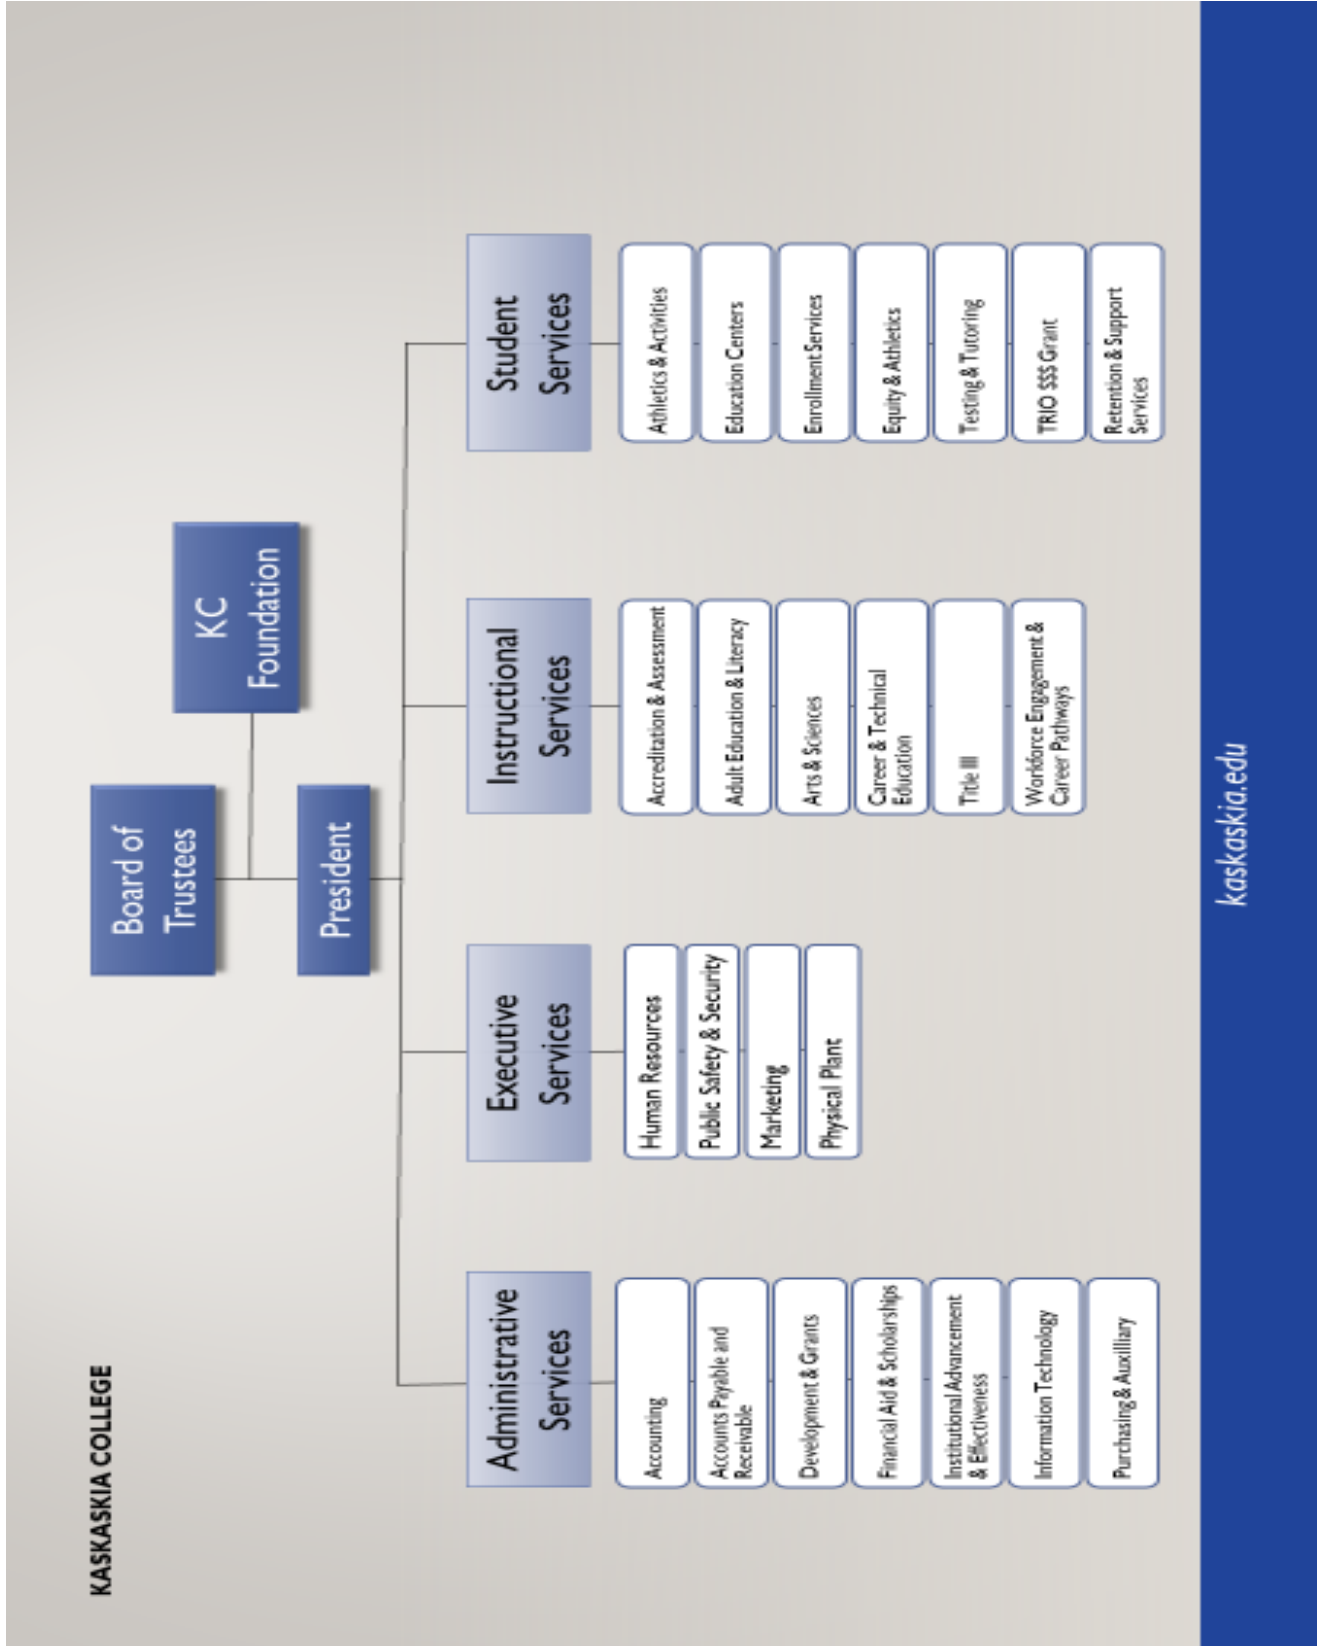 KASKASKIA COLLEGE
Board of
Trustees
KC
Foundation
President
Administrative
Services
Accounting
Accounts Payable and
Receivable
Development & Grants
Financial Aid & Scholarships
Institutional Advancement
& Effectiveness
Information Technology
Purchasing & Auxilliary
Executive
Services
Human Resources
Public Safety & Security
Marketing
Physical Plant
Instructional
Services
Accreditation & Assessment
Adult Education & Literacy
Arts & Sciences
Career & Technical
Education
Title III
Workforce Engagement &
Career Pathways
Student
Services
Athletics & Activities
Education Centers
Enrollment Services
Equity & Athletics
Testing & Tutoring
TRIO SSS Grant
Retention & Support
Services
kaskaskia.edu